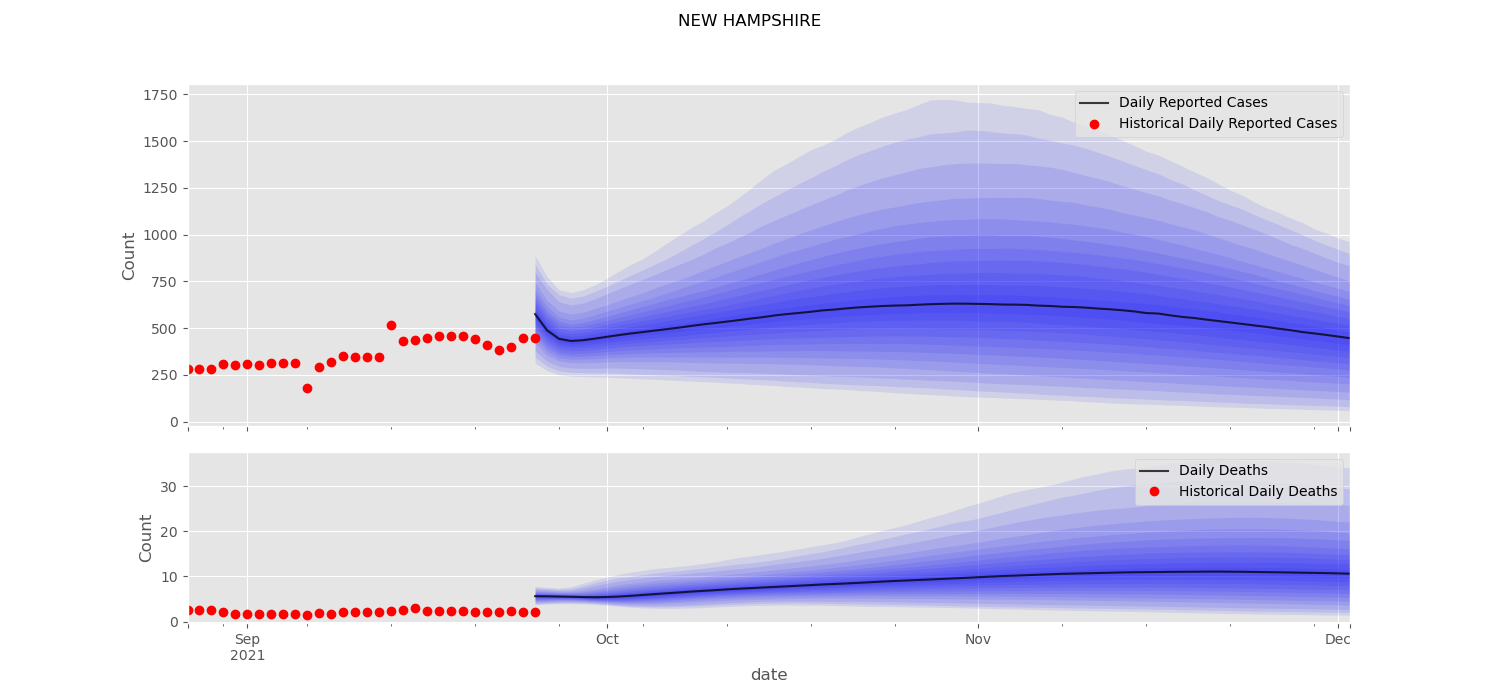 NEW HAMPSHIRE
1750
1500
1250
1000
750
500
250
0
Count
Daily Reported Cases
Historical Daily Reported Cases
30
20
10
0
Count
Daily Deaths
Historical Daily Deaths
Sep
2021
Oct
Nov
Dec
date